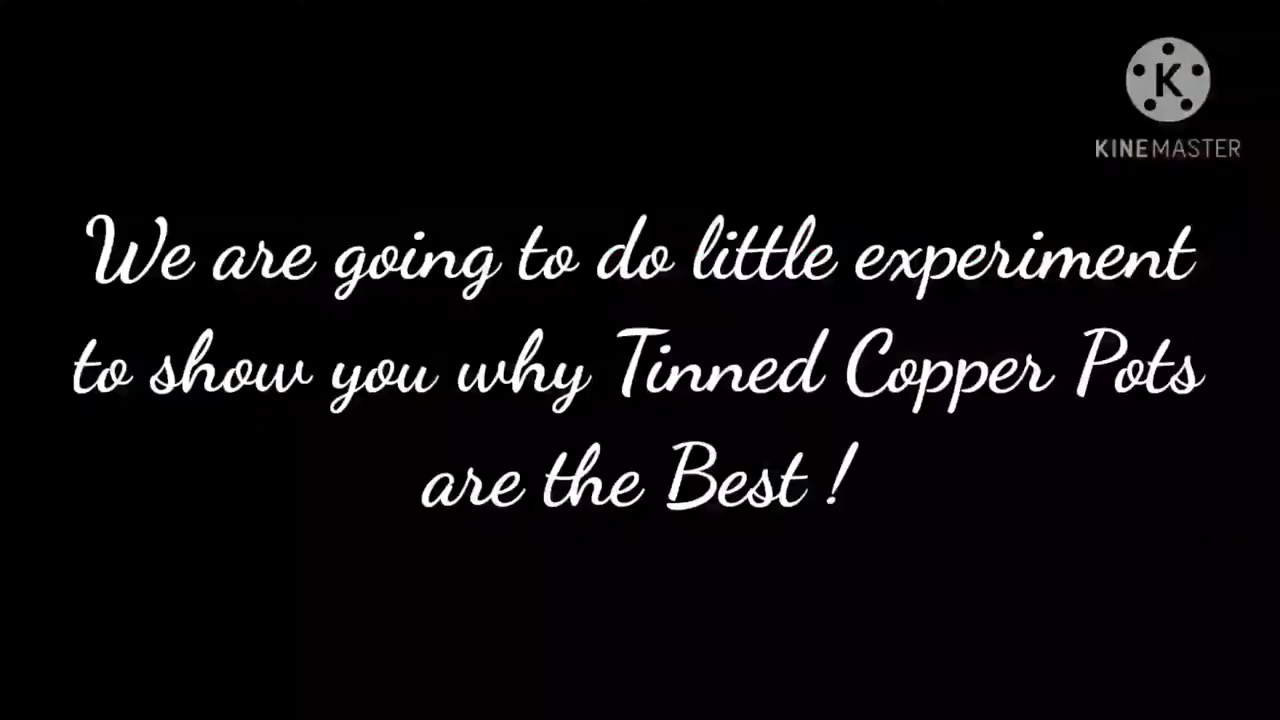 K
KINEMASTER
We are going to do little experiment
to show you why Tinned Copper Pots
are the Best !